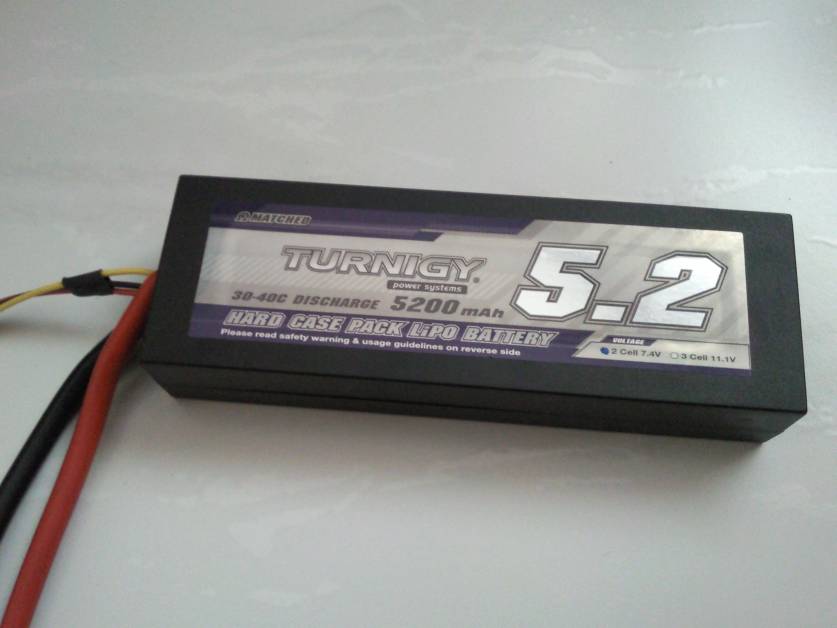 MATCHED
TURNIGY®
power systems
5.2
30-40C DISCHARGE 5200 mAh
HARD CASE PACK LiPO BATTERY
Please read safety warning & usage guidelines on reverse side
VOLTAGE
2 Cell 7.4V 3 Cell 11.1V